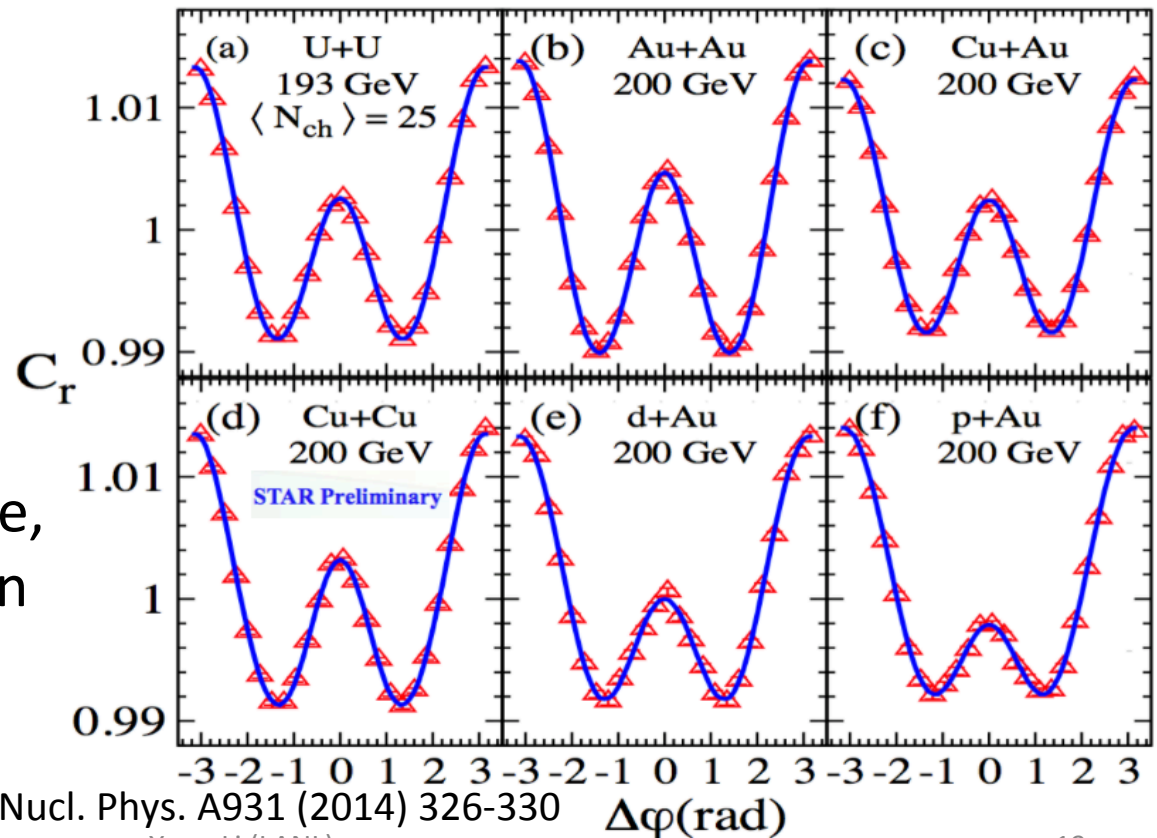 (a) U+U
193 GeV
⟨ N_ch ⟩ = 25
(b) Au+Au
200 GeV
(c) Cu+Au
200 GeV
1.01
1
0.99
C_r
(d) Cu+Cu
200 GeV
STAR Preliminary
(e) d+Au
200 GeV
(f) p+Au
200 GeV
1.01
1
0.99
e,
n
-3 -2 -1 0 1 2 3 -3 -2 -1 0 1 2 3 -3 -2 -1 0 1 2 3
Δφ(rad)
Nucl. Phys. A931 (2014) 326-330